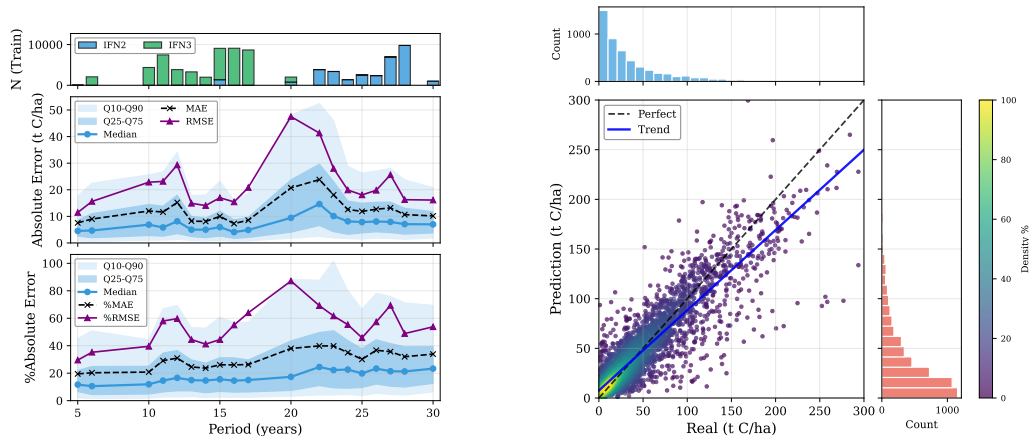 N (Train)
10000
0
IFN2
IFN3
Absolute Error (t C/ha)
50
40
30
20
10
0
Q10-Q90
Q25-Q75
Median
MAE
RMSE
%Absolute Error
100
80
60
40
20
0
Q10-Q90
Q25-Q75
Median
%MAE
%RMSE
5
10
15
20
25
30
Period (years)
Count
1000
0
Prediction (t C/ha)
300
250
200
150
100
50
0
Perfect
Trend
0
50
100
150
200
250
300
Real (t C/ha)
0
1000
Count
100
80
60
40
20
0
Density %